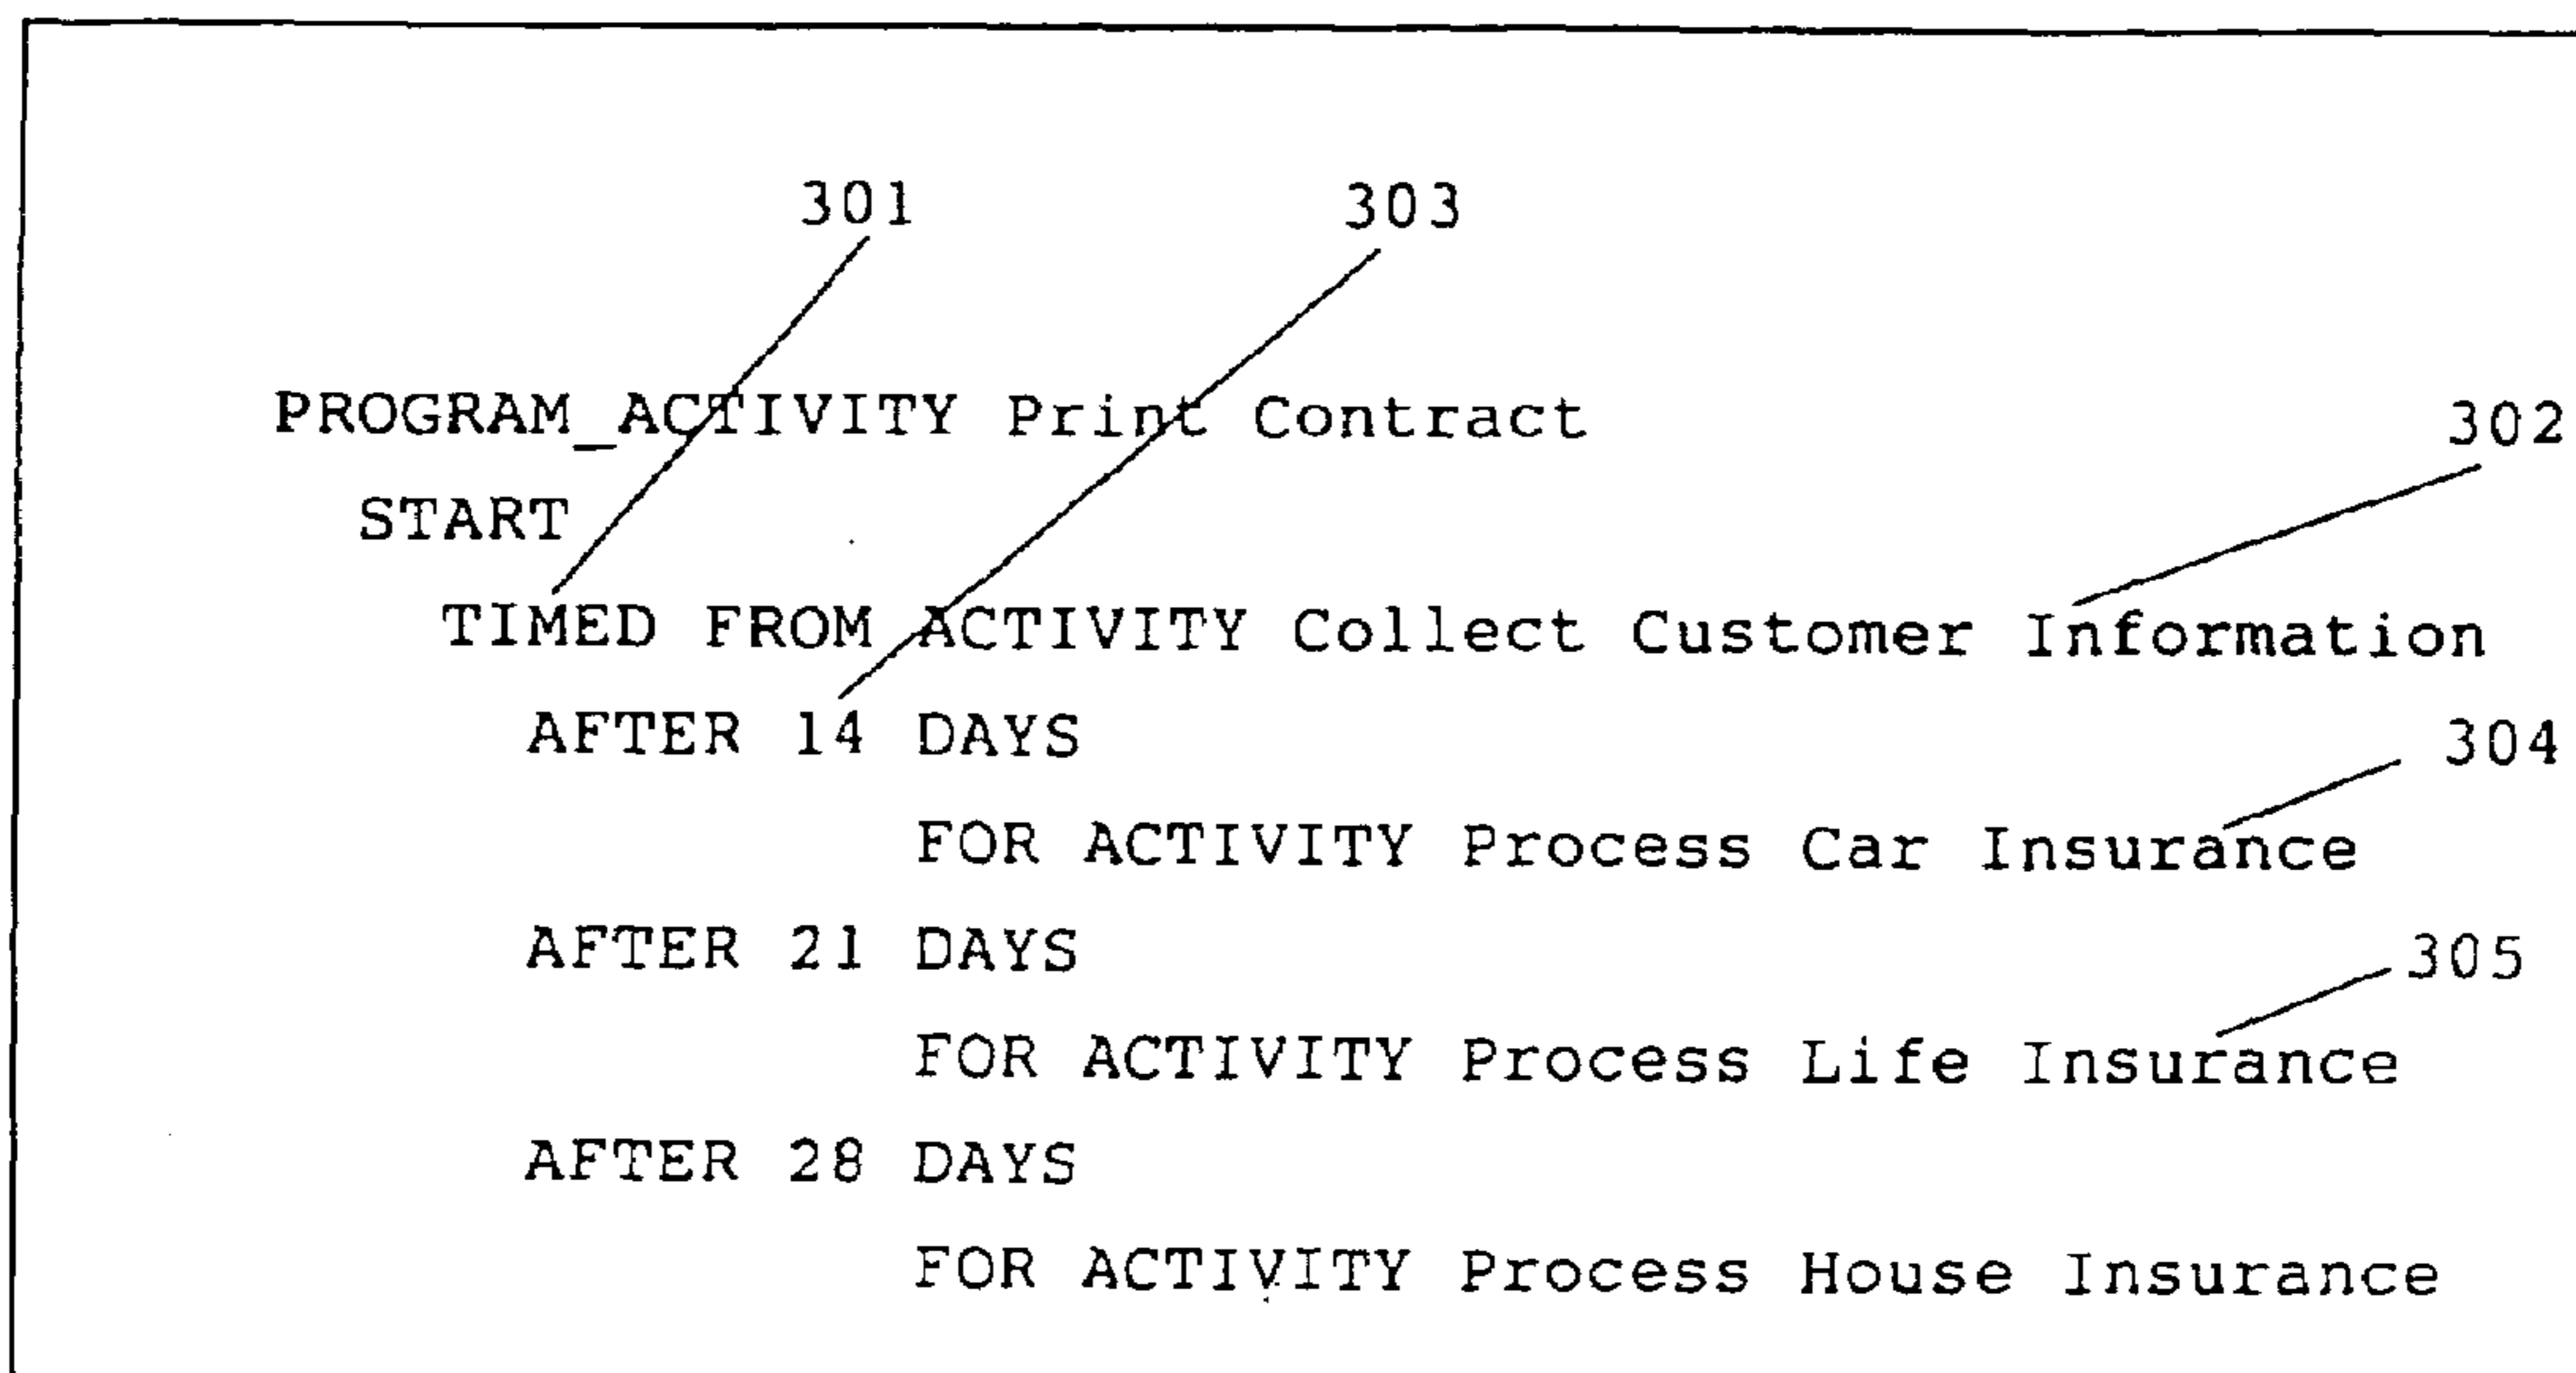 301 303
PROGRAM_ACTIVITY Print Contract
302
START
TIMED FROM ACTIVITY Collect Customer Information
AFTER 14 DAYS
304
FOR ACTIVITY Process Car Insurance
AFTER 21 DAYS
305
FOR ACTIVITY Process Life Insurance
AFTER 28 DAYS
FOR ACTIVITY Process House Insurance